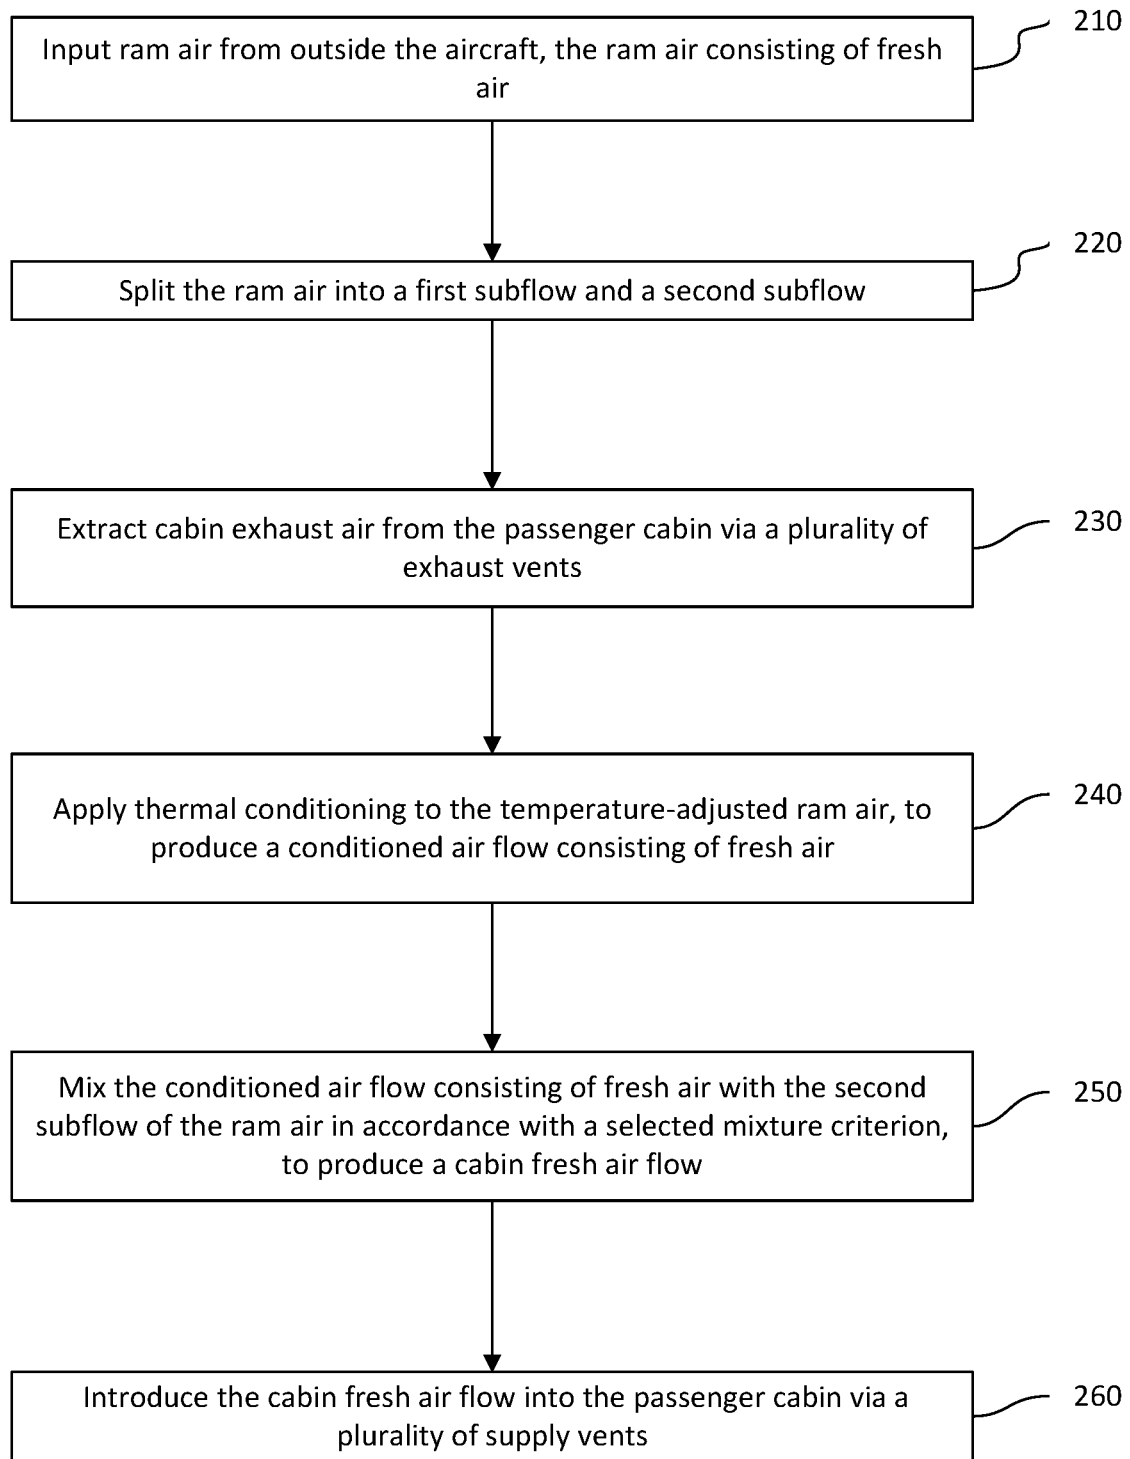 210
Input ram air from outside the aircraft, the ram air consisting of fresh
air
220
Split the ram air into a first subflow and a second subflow
230
Extract cabin exhaust air from the passenger cabin via a plurality of
exhaust vents
240
Apply thermal conditioning to the temperature-adjusted ram air, to
produce a conditioned air flow consisting of fresh air
250
Mix the conditioned air flow consisting of fresh air with the second
subflow of the ram air in accordance with a selected mixture criterion,
to produce a cabin fresh air flow
260
Introduce the cabin fresh air flow into the passenger cabin via a
plurality of supply vents